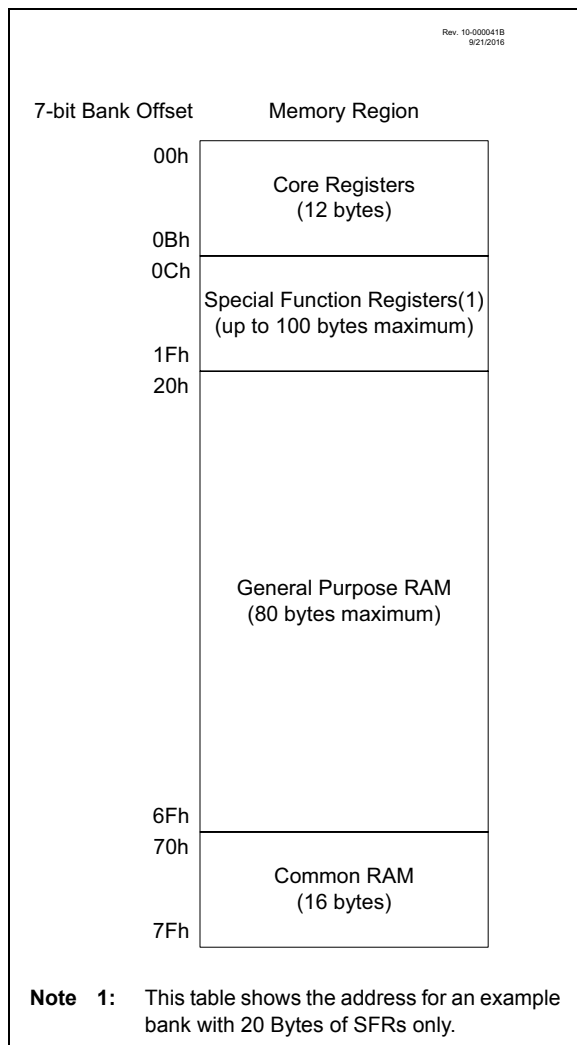 Rev. 10-000041B
9/21/2016
7-bit Bank Offset Memory Region
00h
Core Registers
(12 bytes)
0Bh
0Ch
Special Function Registers(1)
(up to 100 bytes maximum)
1Fh
20h
General Purpose RAM
(80 bytes maximum)
6Fh
70h
Common RAM
(16 bytes)
7Fh
Note 1: This table shows the address for an example
bank with 20 Bytes of SFRs only.